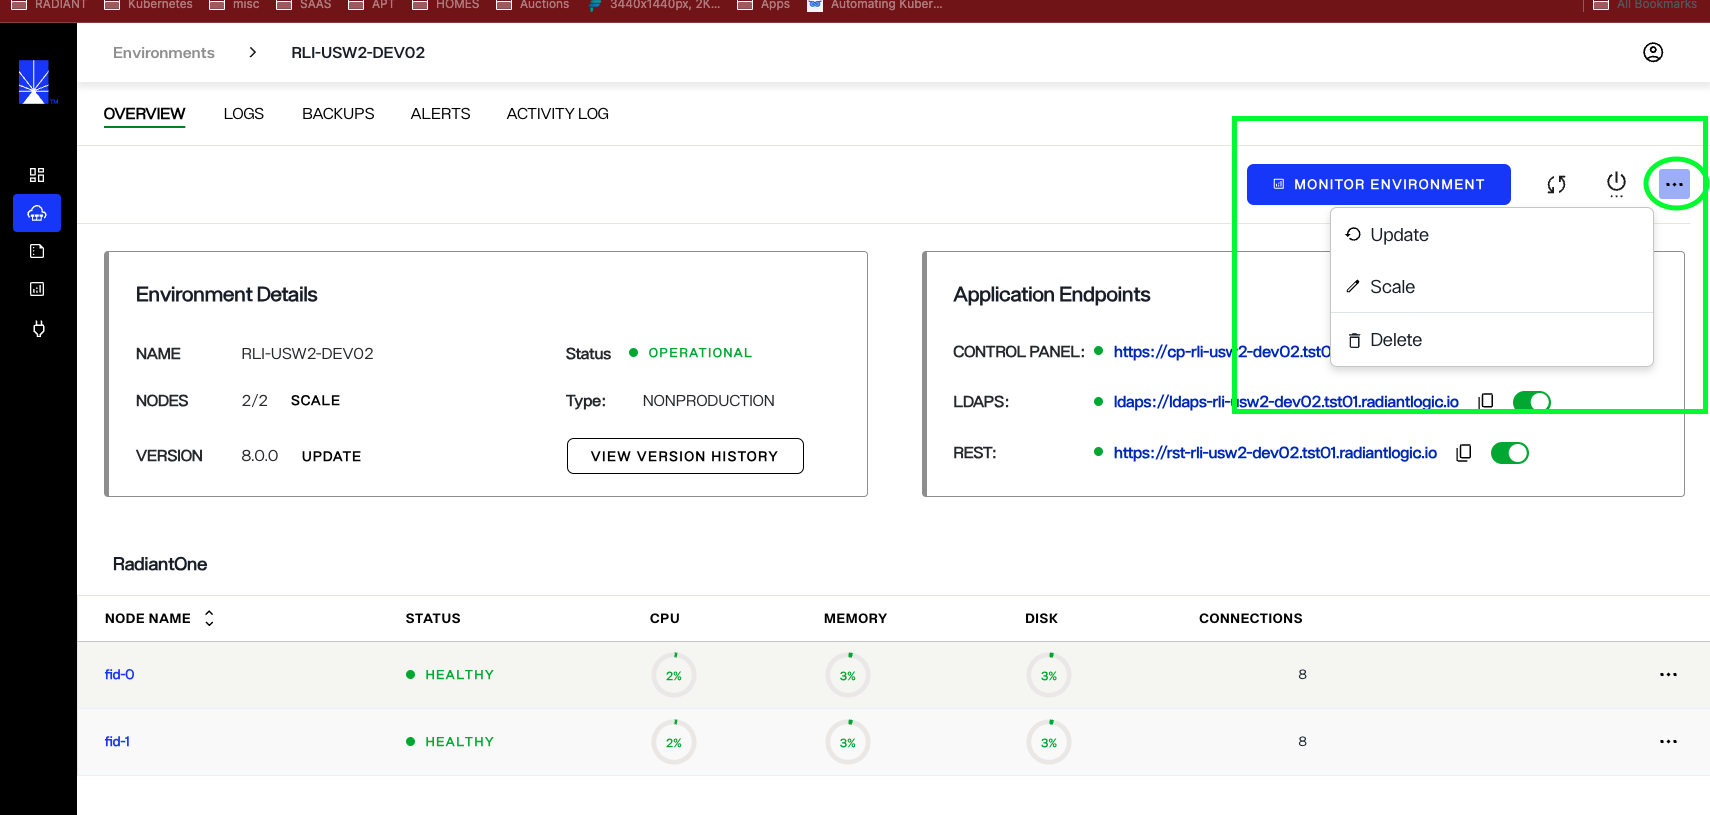 RADIANT Kubernetes misc SAAS APT HOMES Auctions 3440x1440px, 2K... Apps Automating Kuber... All Bookmarks
Environments > RLI-USW2-DEV02
OVERVIEW LOGS BACKUPS ALERTS ACTIVITY LOG
MONITOR ENVIRONMENT
Update
Scale
Delete
Environment Details
NAME RLI-USW2-DEV02 Status OPERATIONAL
NODES 2/2 SCALE Type: NONPRODUCTION
VERSION 8.0.0 UPDATE VIEW VERSION HISTORY
Application Endpoints
CONTROL PANEL: https://cp-rli-usw2-dev02.tst0
LDAPS: ldaps://ldaps-rli-usw2-dev02.tst01.radiantlogic.io
REST: https://rst-rli-usw2-dev02.tst01.radiantlogic.io
RadiantOne
NODE NAME STATUS CPU MEMORY DISK CONNECTIONS
fid-0 HEALTHY 2% 3% 3% 8
fid-1 HEALTHY 2% 3% 3% 8